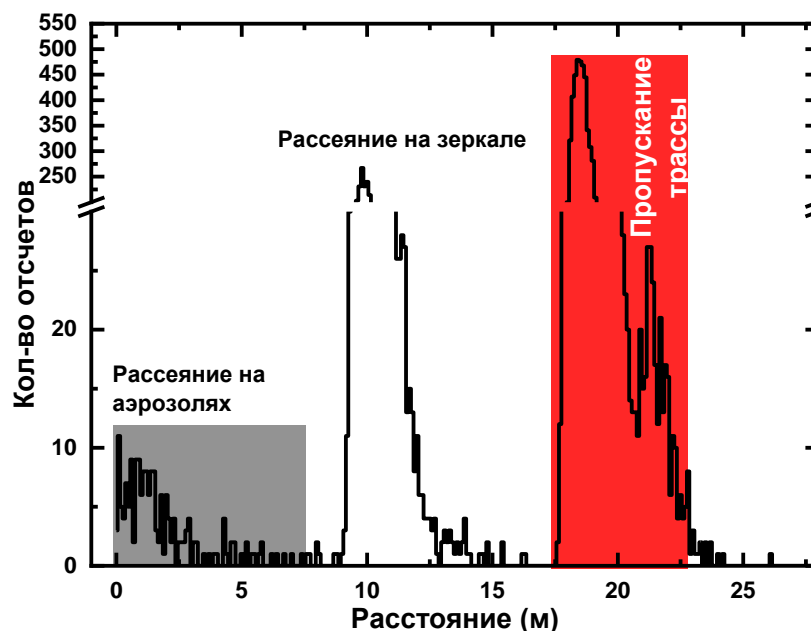 550
500
450
400
350
300
250
20
10
0
Кол-во отсчетов
Рассеяние на зеркале
Пропускание
трассы
Рассеяние на
аэрозолях
0 5 10 15 20 25
Расстояние (м)